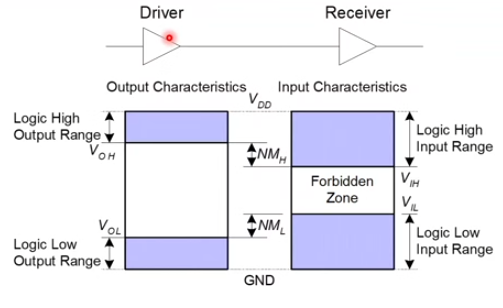 Driver
Receiver
Output Characteristics
Input Characteristics
V_DD
Logic High
Output Range
V_OH
NM_H
Logic High
Input Range
Forbidden
Zone
V_IH
V_IL
V_OL
NM_L
Logic Low
Output Range
Logic Low
Input Range
GND